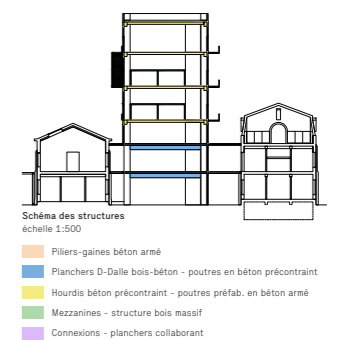 Schéma des structures
échelle 1:500
Piliers-gaines béton armé
Planchers D-Dalle bois-béton - poutres en béton précontraint
Hourdis béton précontraint - poutres préfab. en béton armé
Mezzanines - structure bois massif
Connexions - planchers collaborant